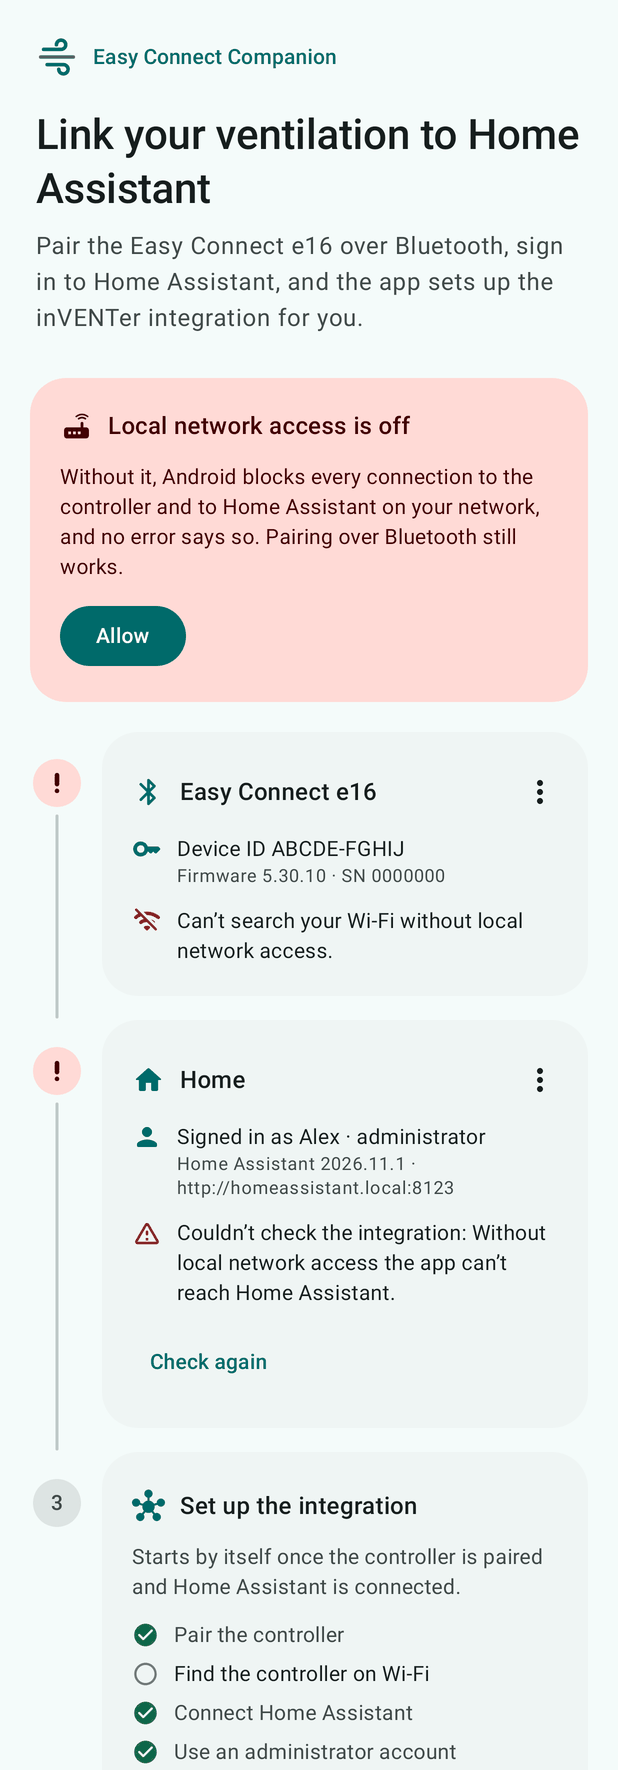 Easy Connect Companion
Link your ventilation to Home
Assistant
Pair the Easy Connect e16 over Bluetooth, sign
in to Home Assistant, and the app sets up the
inVENTer integration for you.
Local network access is off
Without it, Android blocks every connection to the
controller and to Home Assistant on your network,
and no error says so. Pairing over Bluetooth still
works.
Allow
Easy Connect e16
Device ID ABCDE-FGHIJ
Firmware 5.30.10 · SN 0000000
Can’t search your Wi-Fi without local
network access.
Home
Signed in as Alex · administrator
Home Assistant 2026.11.1 ·
http://homeassistant.local:8123
Couldn’t check the integration: Without
local network access the app can’t
reach Home Assistant.
Check again
3
Set up the integration
Starts by itself once the controller is paired
and Home Assistant is connected.
Pair the controller
Find the controller on Wi-Fi
Connect Home Assistant
Use an administrator account